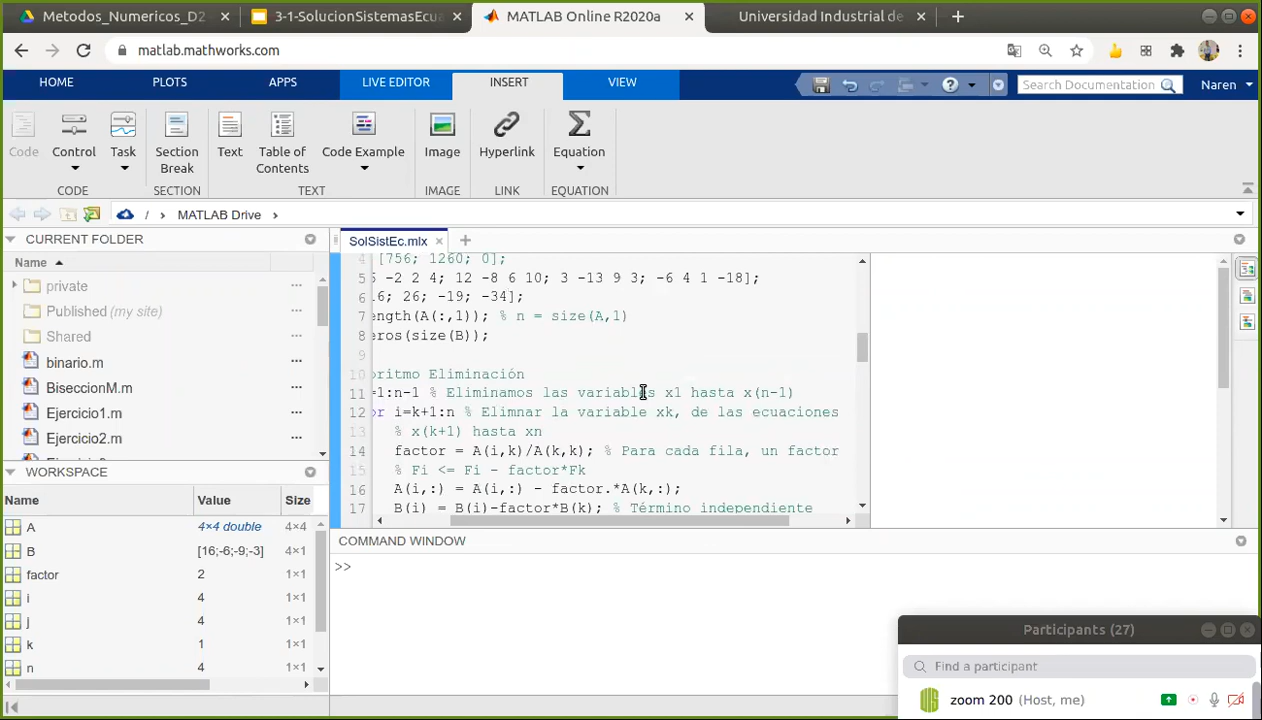 Metodos_Numericos_D2
3-1-SolucionSistemasEcua
MATLAB Online R2020a
Universidad Industrial de
matlab.mathworks.com
HOME PLOTS APPS LIVE EDITOR INSERT VIEW
Search Documentation
Naren
Code
Control
Task
Section
Break
Text
Table of
Contents
Code Example
Image
Hyperlink
Equation
CODE SECTION TEXT IMAGE LINK EQUATION
/ MATLAB Drive
CURRENT FOLDER
Name
private
Published (my site)
Shared
binario.m
BiseccionM.m
Ejercicio1.m
Ejercicio2.m
WORKSPACE
Name Value Size
A 4×4 double 4×4
B [16;-6;-9;-3] 4×1
factor 2 1×1
i 4 1×1
j 4 1×1
k 1 1×1
n 4 1×1
SolSistEc.mlx
4 [756; 1260; 0];
5 -2 2 4; 12 -8 6 10; 3 -13 9 3; -6 4 1 -18];
6 16; 26; -19; -34];
7 ength(A(:,1)); % n = size(A,1)
8 eros(size(B));
9
10 oritmo Eliminación
11 =1:n-1 % Eliminamos las variables x1 hasta x(n-1)
12 or i=k+1:n % Elimnar la variable xk, de las ecuaciones
13 % x(k+1) hasta xn
14 factor = A(i,k)/A(k,k); % Para cada fila, un factor
15 % Fi <= Fi - factor*Fk
16 A(i,:) = A(i,:) - factor.*A(k,:);
17 B(i) = B(i)-factor*B(k); % Término independiente
COMMAND WINDOW
>>
Participants (27)
Find a participant
zoom 200 (Host, me)